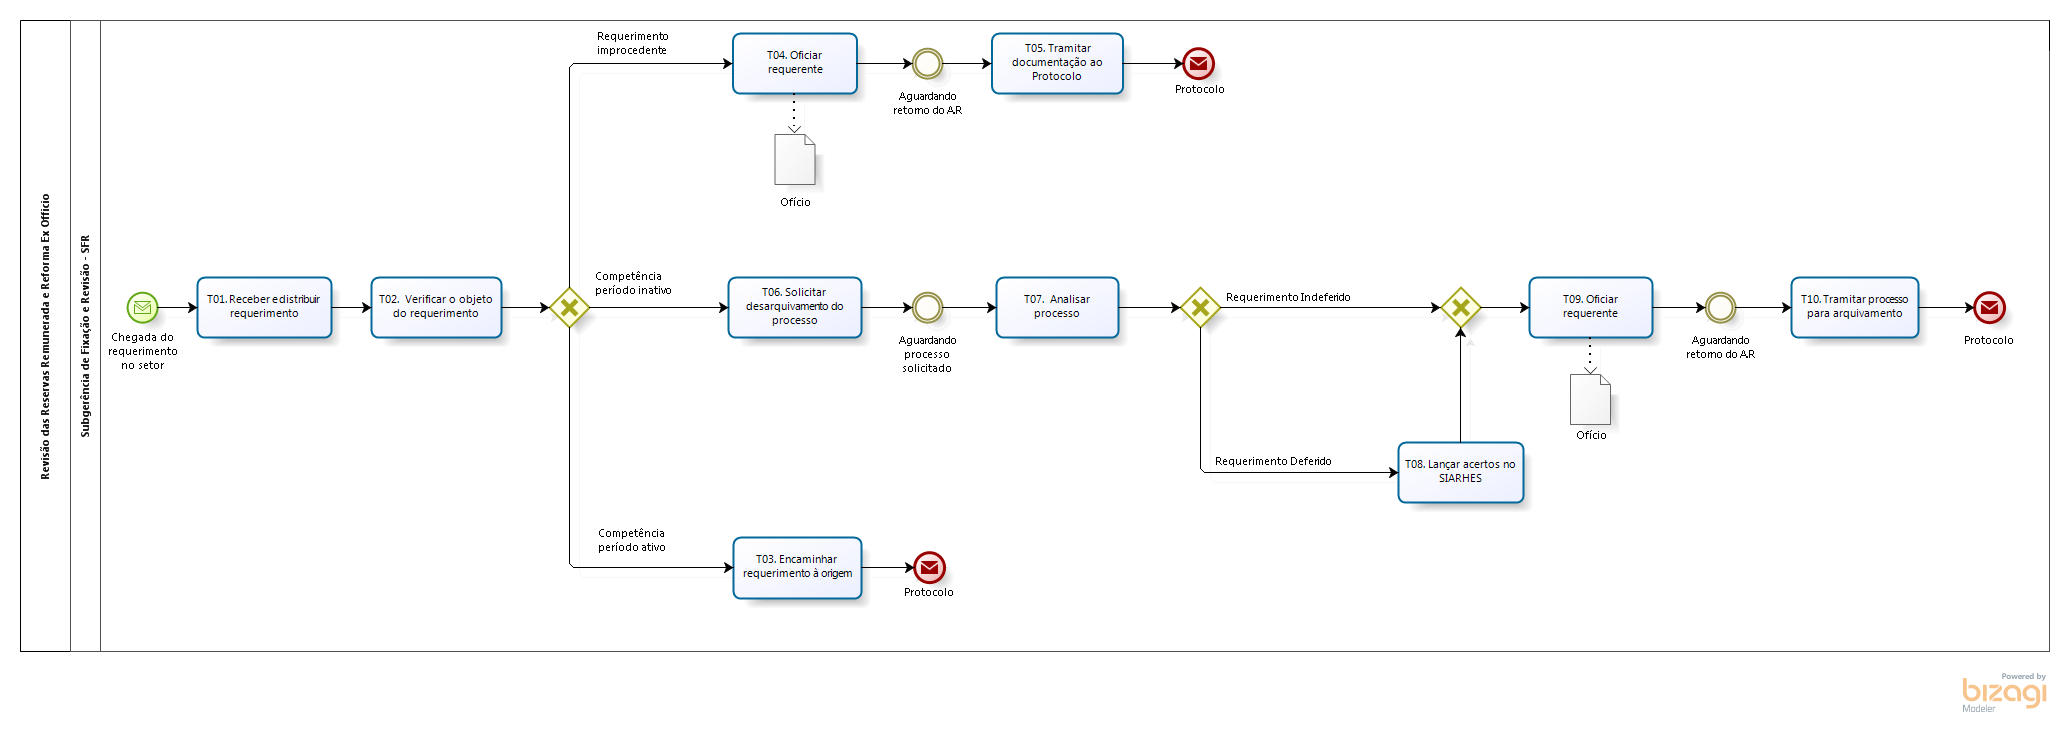 Revisão das Reservas Remunerada e Reforma Ex Officio
Subgerência de Fixação e Revisão - SFR
Chegada do
requerimento
no setor
T01. Receber e distribuir
requerimento
T02.  Verificar o objeto
do requerimento
Requerimento
improcedente
T04. Oficiar
requerente
Ofício
Aguardando
retorno do AR
T05. Tramitar
documentação ao
Protocolo
Protocolo
Competência
período inativo
T06. Solicitar
desarquivamento do
processo
Aguardando
processo
solicitado
T07.  Analisar
processo
Requerimento Indeferido
Requerimento Deferido
T08. Lançar acertos no
SIARHES
T09. Oficiar
requerente
Ofício
Aguardando
retorno do AR
T10. Tramitar processo
para arquivamento
Protocolo
Competência
período ativo
T03. Encaminhar
requerimento à origem
Protocolo
Powered by
bizagi
Modeler